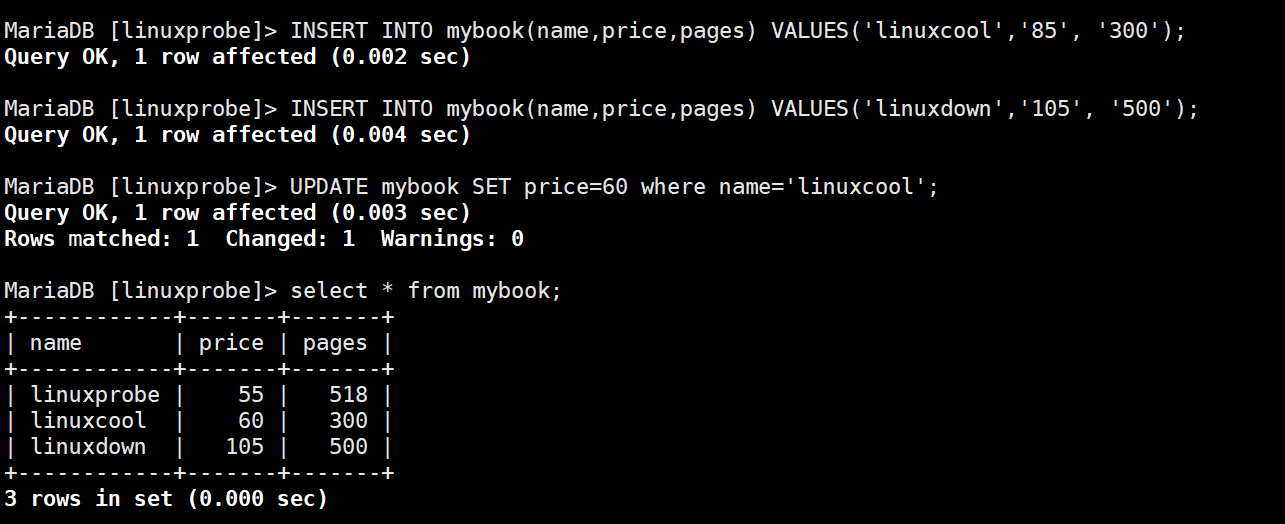 MariaDB [linuxprobe]> INSERT INTO mybook(name,price,pages) VALUES('linuxcool','85', '300');
Query OK, 1 row affected (0.002 sec)
MariaDB [linuxprobe]> INSERT INTO mybook(name,price,pages) VALUES('linuxdown','105', '500');
Query OK, 1 row affected (0.004 sec)
MariaDB [linuxprobe]> UPDATE mybook SET price=60 where name='linuxcool';
Query OK, 1 row affected (0.003 sec)
Rows matched: 1  Changed: 1  Warnings: 0
MariaDB [linuxprobe]> select * from mybook;
+------------+-------+-------+
| name       | price | pages |
+------------+-------+-------+
| linuxprobe |    55 |   518 |
| linuxcool  |    60 |   300 |
| linuxdown  |   105 |   500 |
+------------+-------+-------+
3 rows in set (0.000 sec)